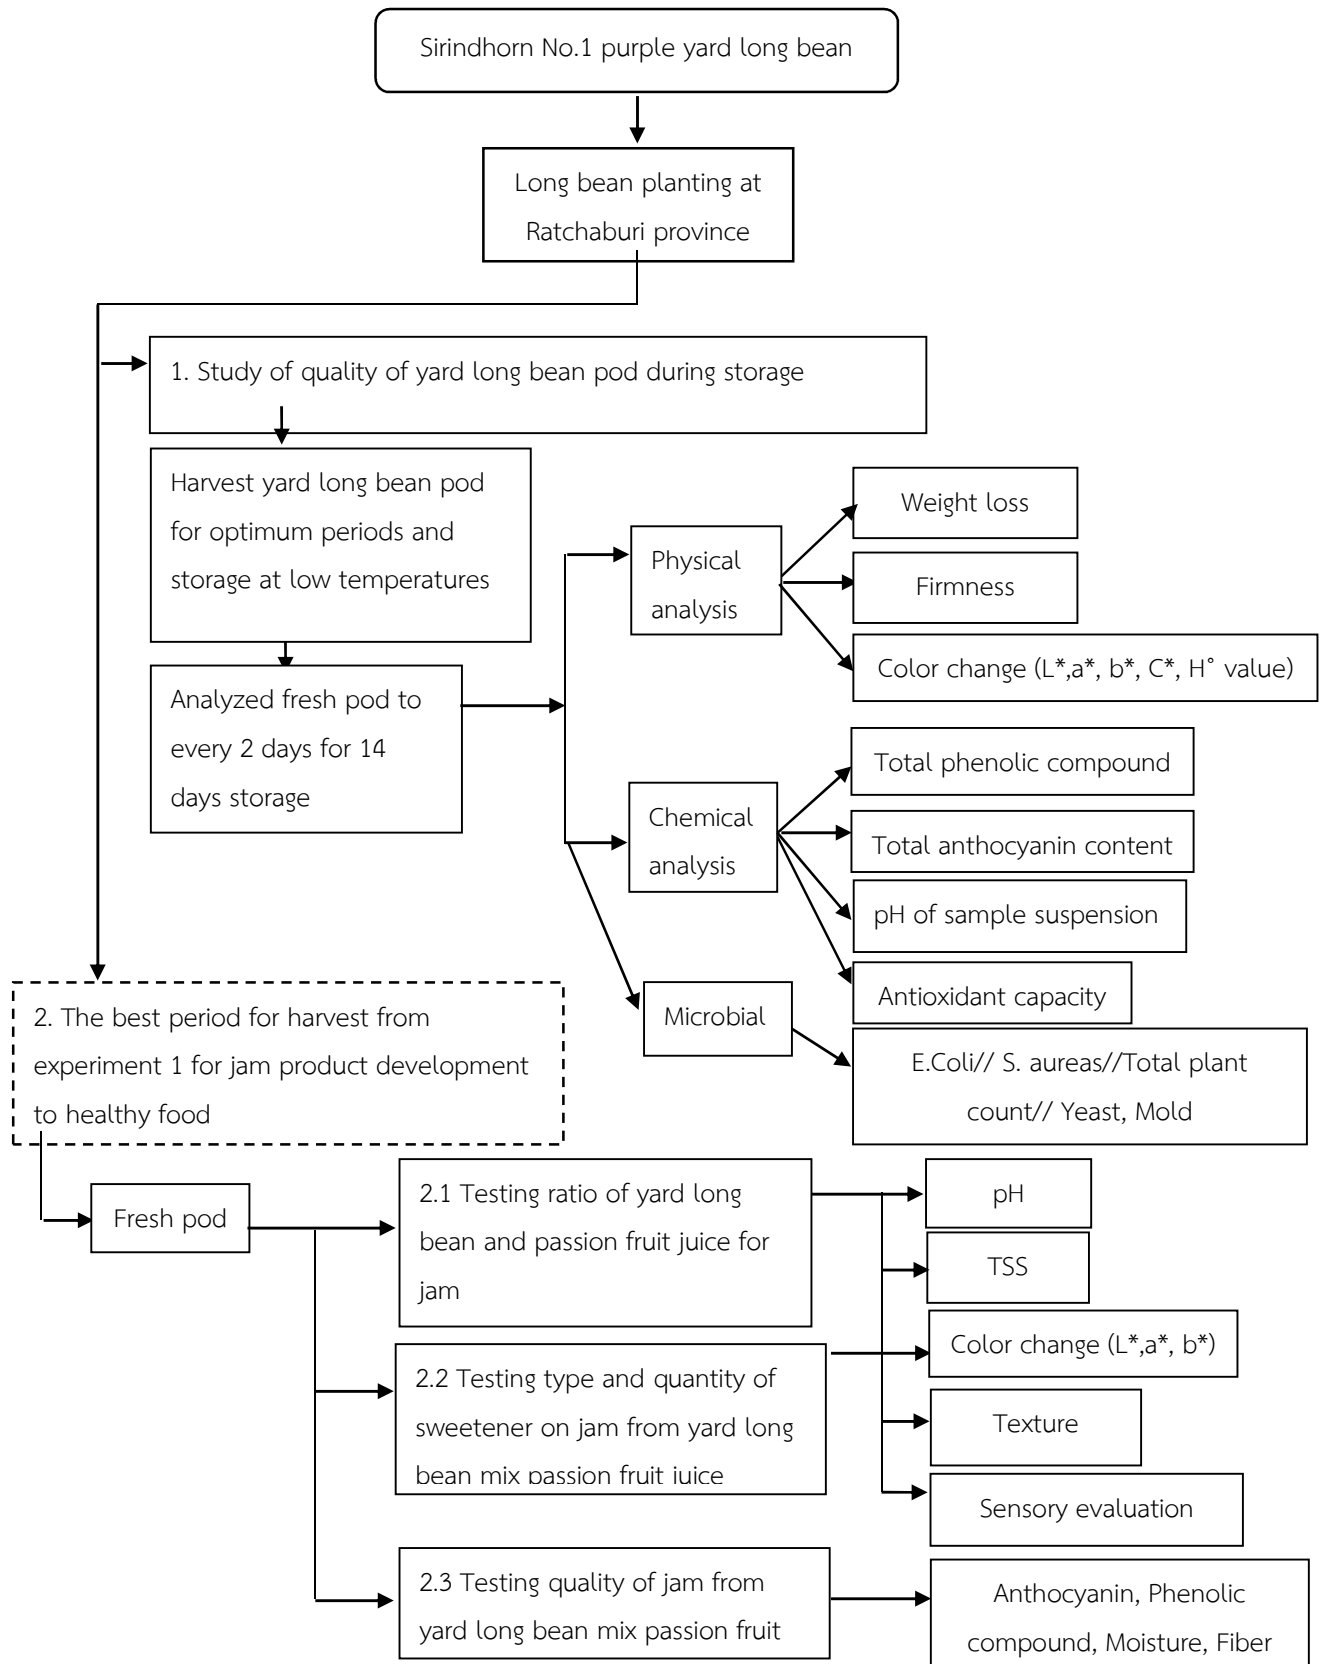 Sirindhorn No.1 purple yard long bean
Long bean planting at
Ratchaburi province
1. Study of quality of yard long bean pod during storage
Harvest yard long bean pod
for optimum periods and
storage at low temperatures
Analyzed fresh pod to
every 2 days for 14
days storage
Physical
analysis
Weight loss
Firmness
Color change (L*,a*, b*, C*, H° value)
Chemical
analysis
Total phenolic compound
Total anthocyanin content
pH of sample suspension
Antioxidant capacity
Microbial
E.Coli// S. aureas//Total plant
count// Yeast, Mold
2. The best period for harvest from
experiment 1 for jam product development
to healthy food
Fresh pod
2.1 Testing ratio of yard long
bean and passion fruit juice for
jam
2.2 Testing type and quantity of
sweetener on jam from yard long
bean mix passion fruit juice
2.3 Testing quality of jam from
yard long bean mix passion fruit
pH
TSS
Color change (L*,a*, b*)
Texture
Sensory evaluation
Anthocyanin, Phenolic
compound, Moisture, Fiber